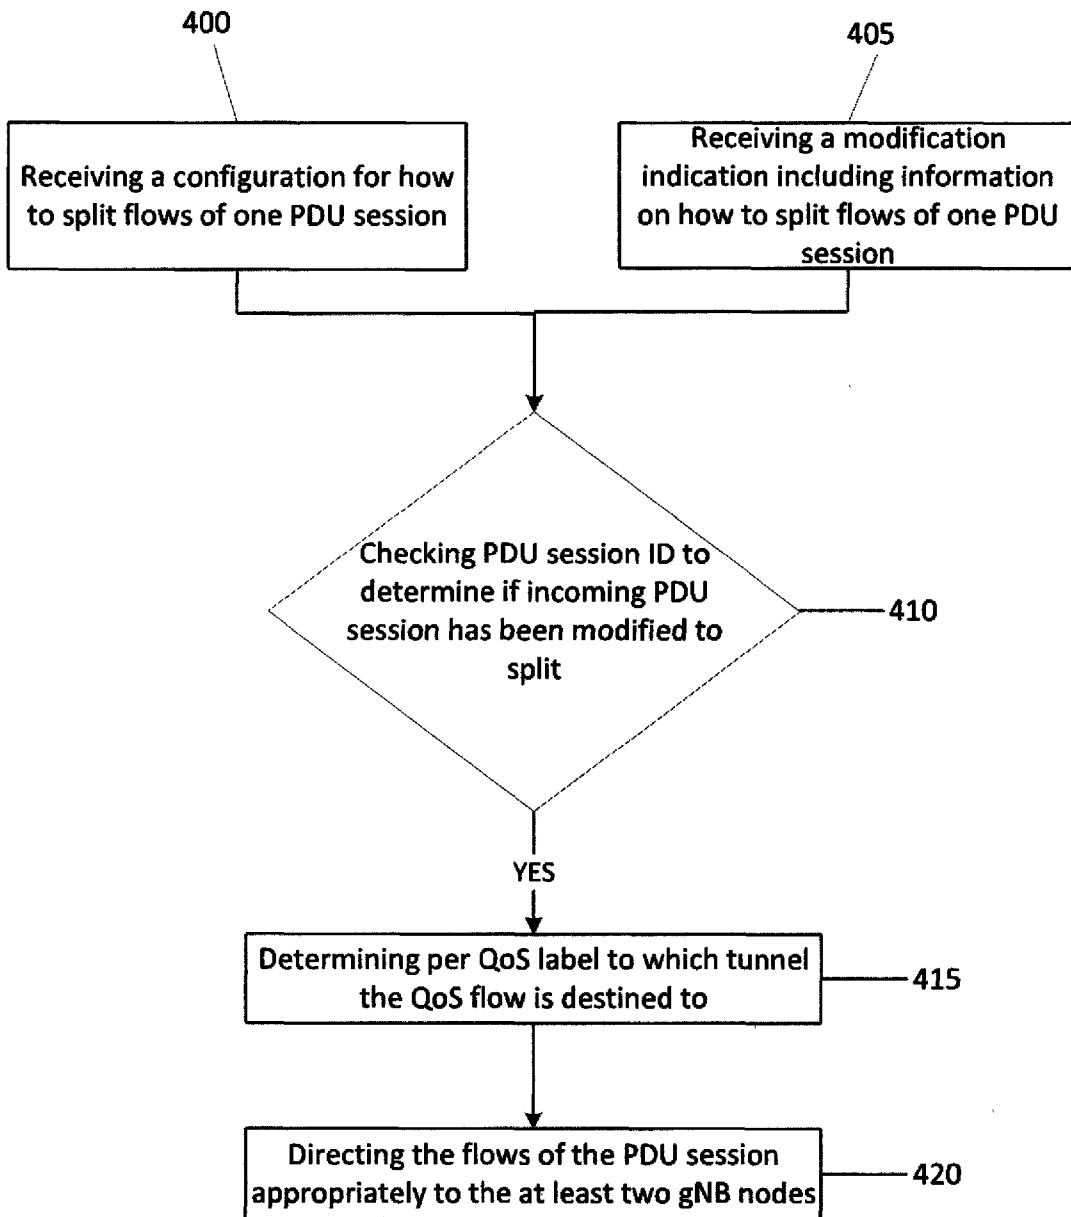 400
405
Receiving a configuration for how
to split flows of one PDU session
Receiving a modification
indication including information
on how to split flows of one PDU
session
Checking PDU session ID to
determine if incoming PDU
session has been modified to
split
410
YES
Determining per QoS label to which tunnel
the QoS flow is destined to
415
Directing the flows of the PDU session
appropriately to the at least two gNB nodes
420